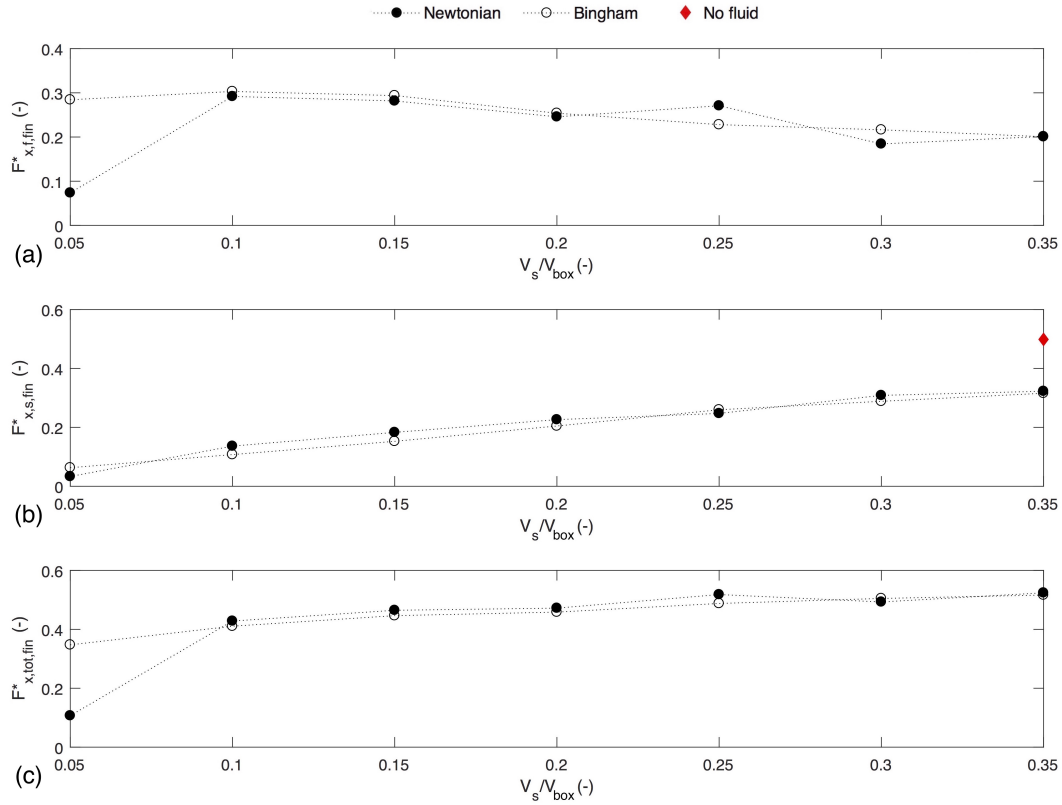 Newtonian Bingham No fluid
0.4
0.3
0.2
0.1
0
F*x,f,fin (-)
0.05 0.1 0.15 0.2 0.25 0.3 0.35
(a)
Vs/Vbox (-)
0.6
0.4
0.2
0
F*x,s,fin (-)
0.05 0.1 0.15 0.2 0.25 0.3 0.35
(b)
Vs/Vbox (-)
0.6
0.4
0.2
0
F*x,tot,fin (-)
0.05 0.1 0.15 0.2 0.25 0.3 0.35
(c)
Vs/Vbox (-)